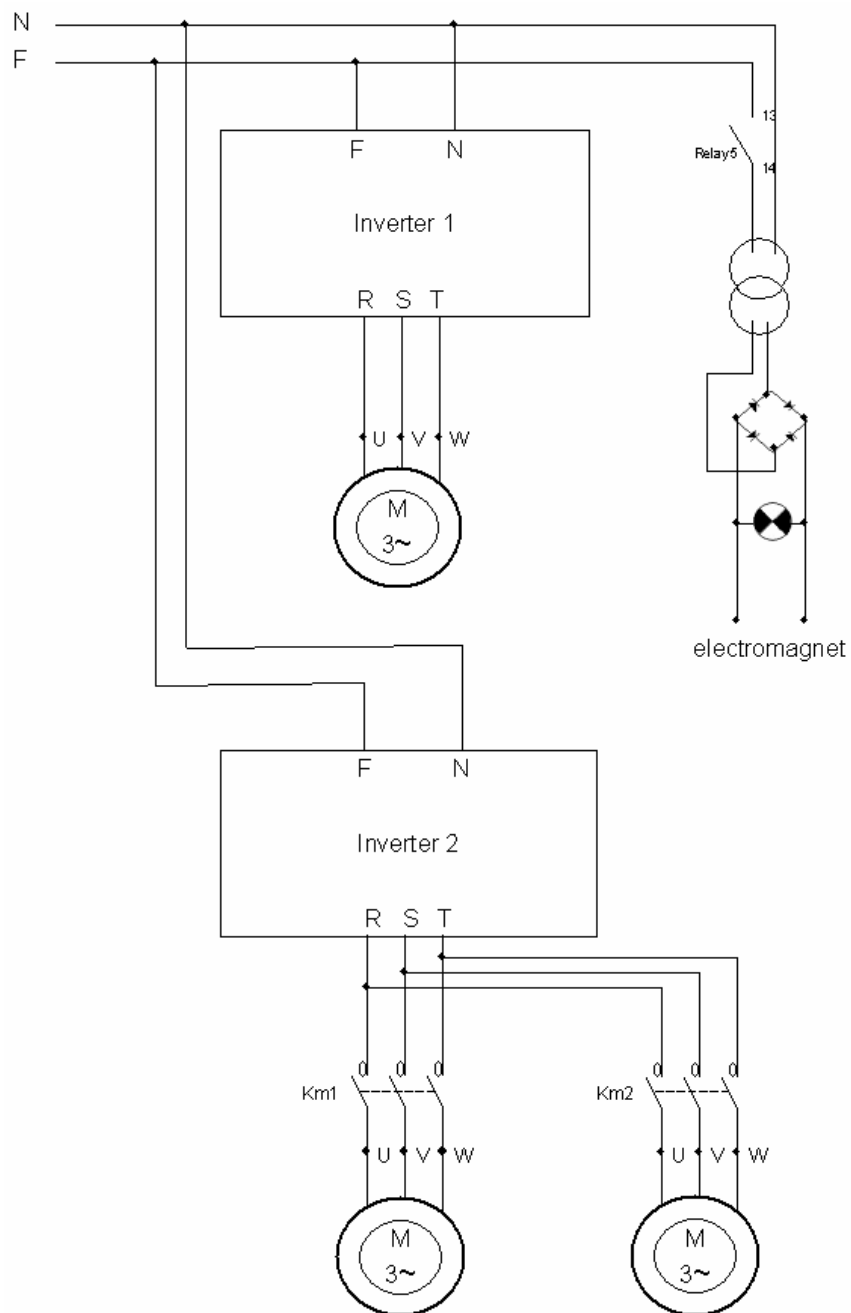 N
F
13
Relay5
14
F N
Inverter 1
R S T
U V W
M
3~
electromagnet
F N
Inverter 2
R S T
Km1
Km2
U V W
U V W
M
3~
M
3~